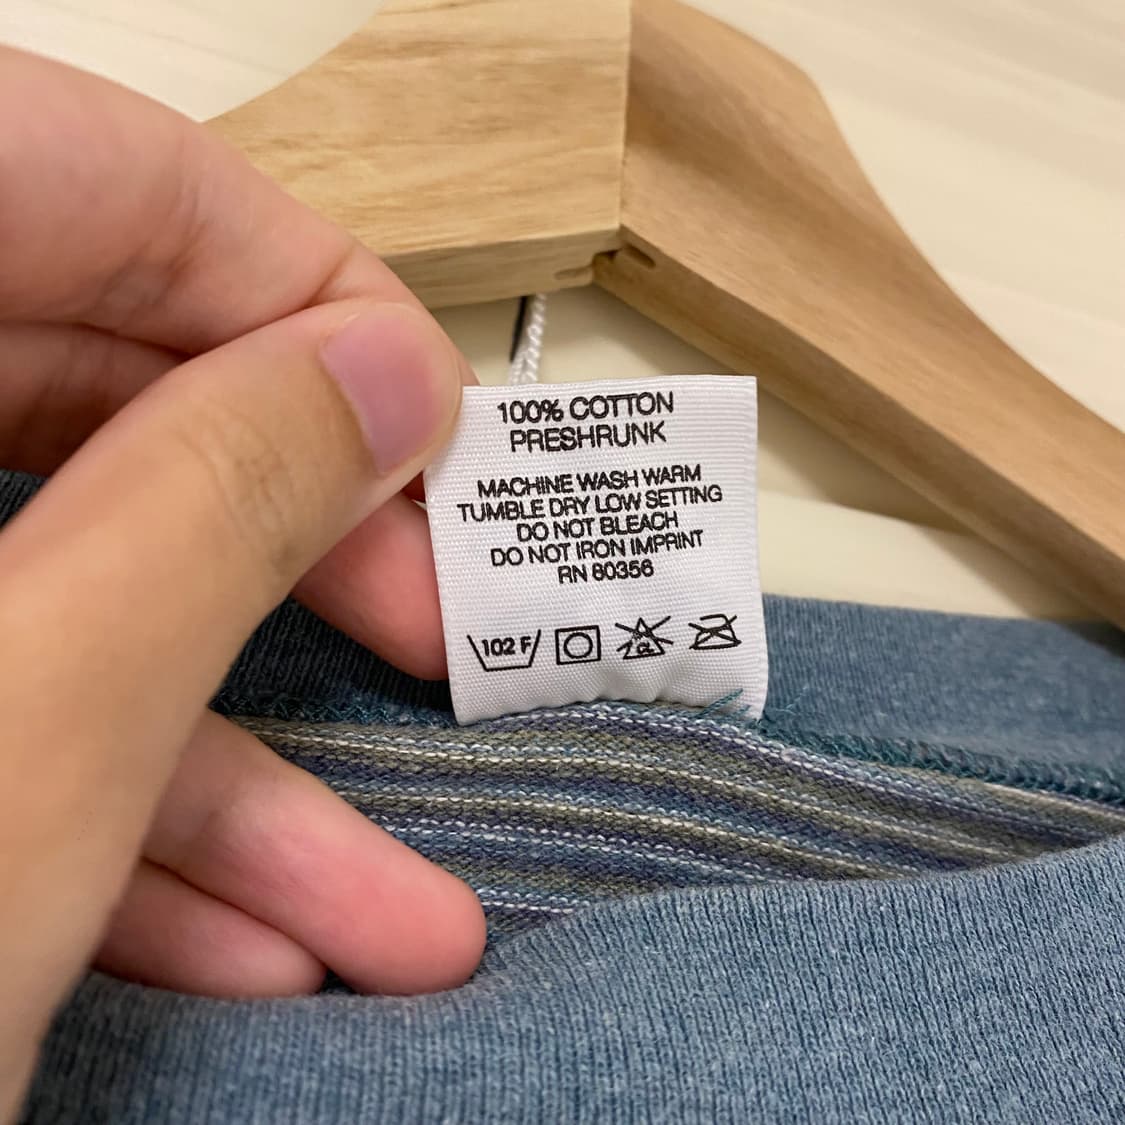 100% COTTON
PRESHRUNK
MACHINE WASH WARM
TUMBLE DRY LOW SETTING
DO NOT BLEACH
DO NOT IRON IMPRINT
RN 80356
102 F